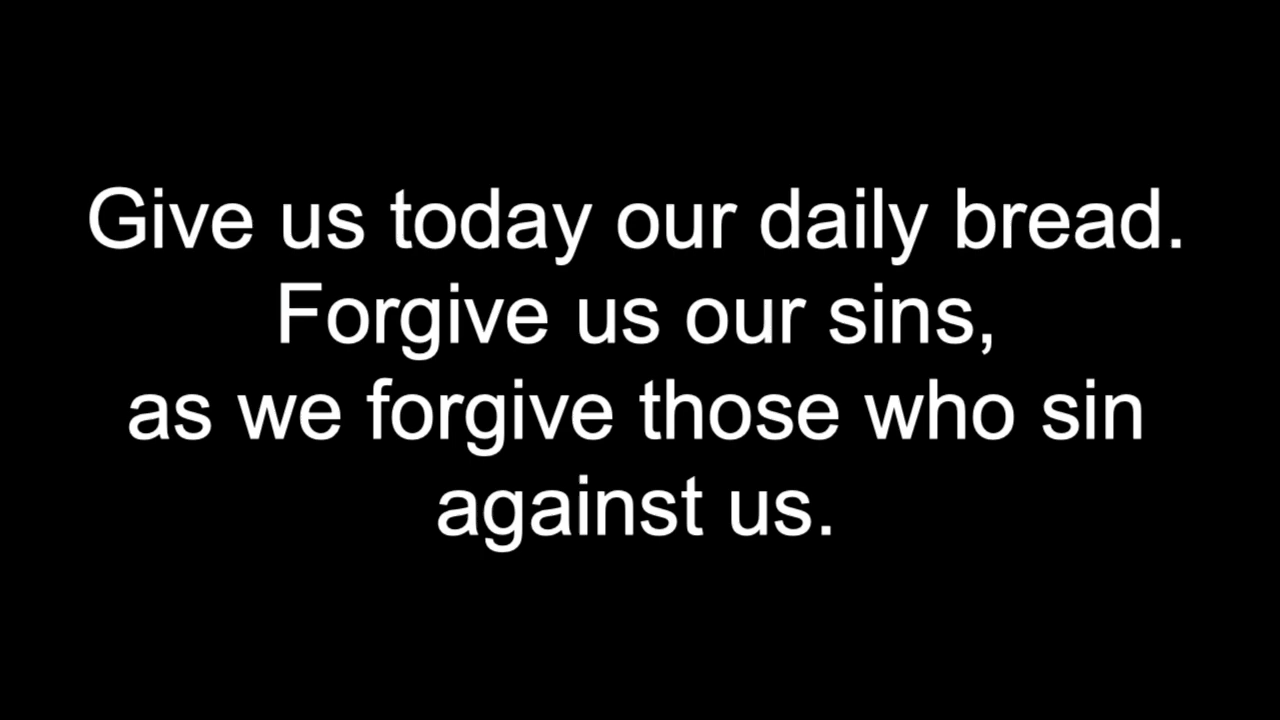 Give us today our daily bread.
Forgive us our sins,
as we forgive those who sin
against us.